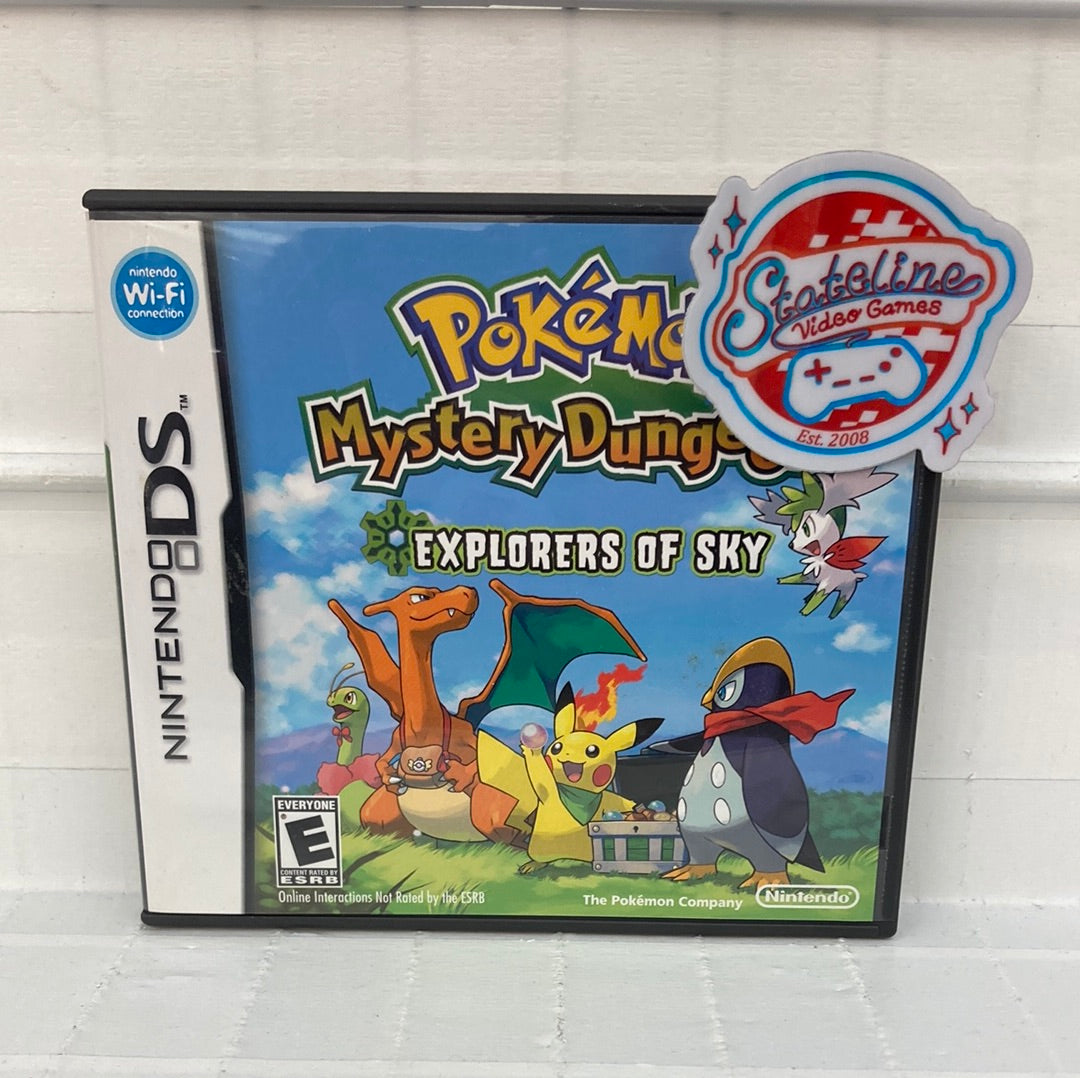 nintendo
Wi-Fi
connection
NINTENDO DS™
POKéMO
Mystery Dunge
EXPLORERS OF SKY
Stateline
Video Games
Est. 2008
EVERYONE
E
CONTENT RATED BY
ESRB
Online Interactions Not Rated by the ESRB
The Pokémon Company
Nintendo®